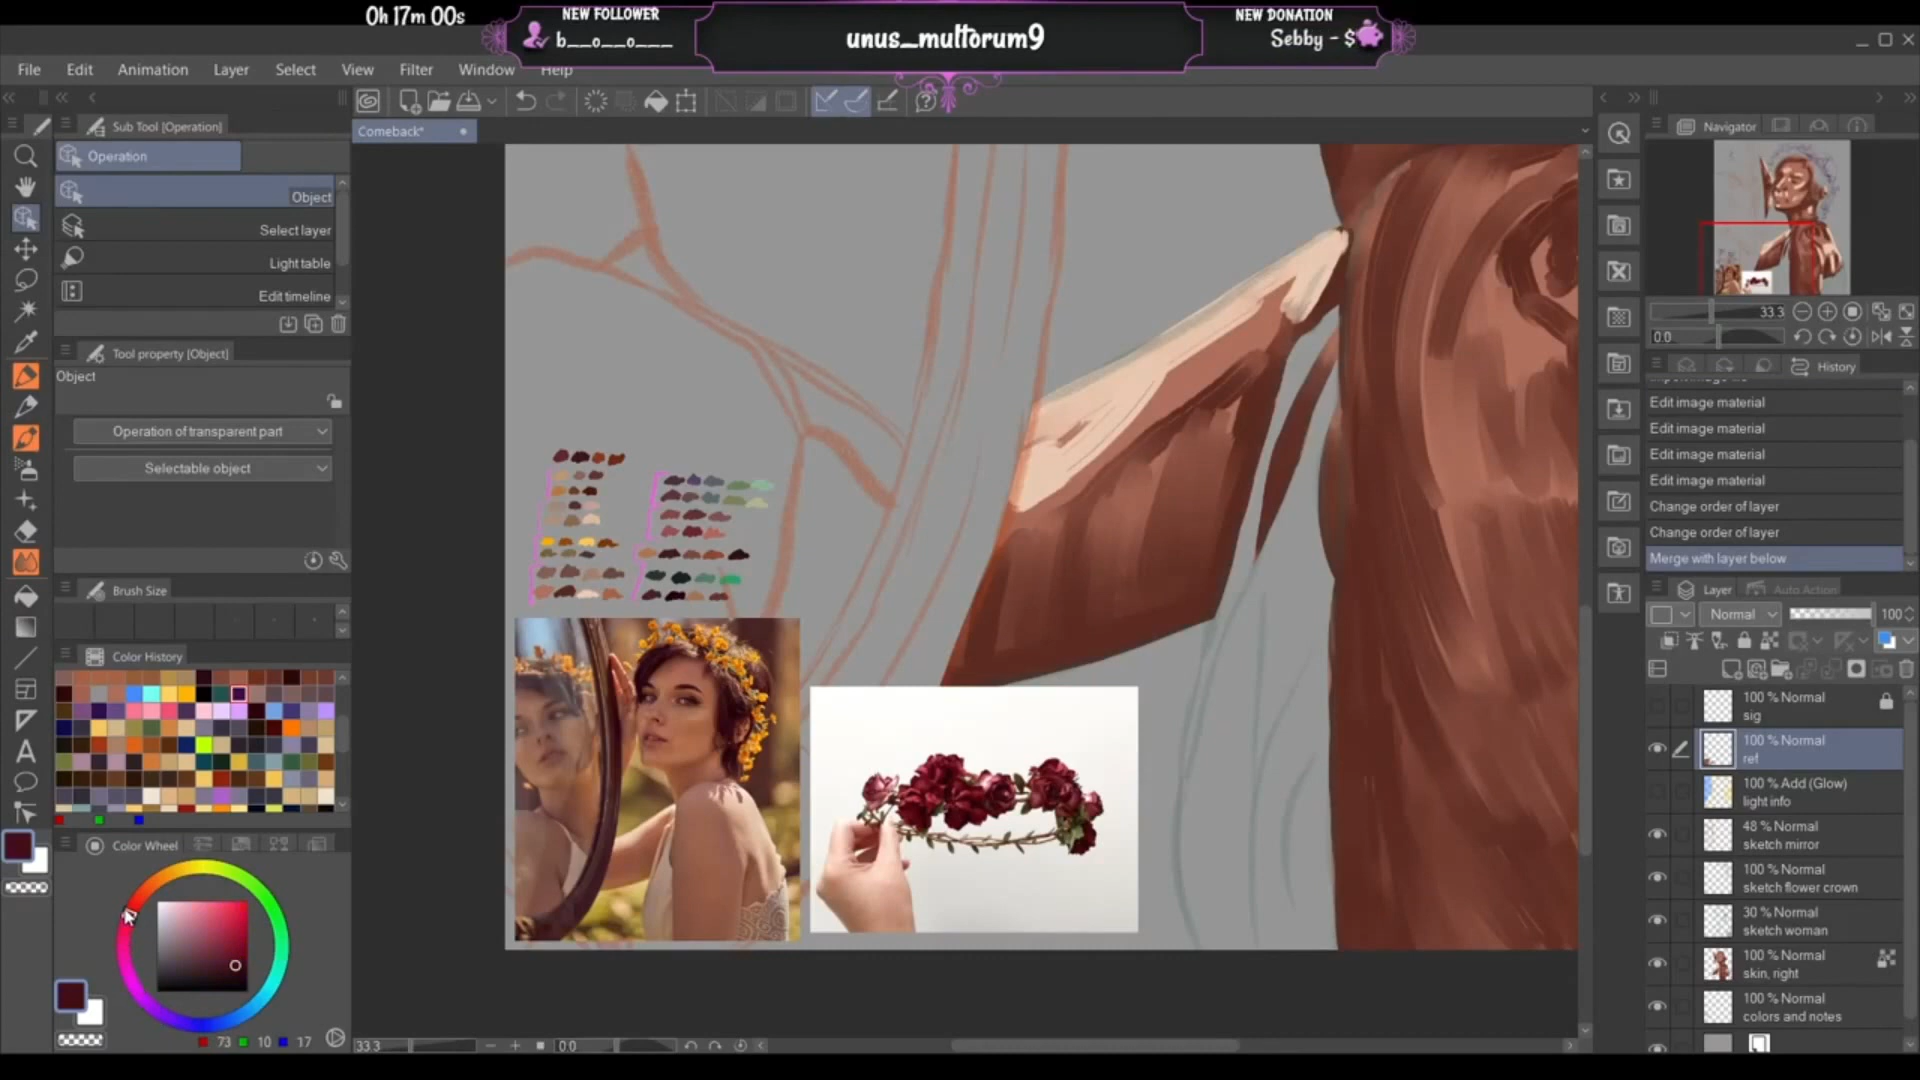 0h 17m 00s
NEW FOLLOWER
b__o__o___
unus_multorum9
NEW DONATION
Sebby - $
File Edit Animation Layer Select View Filter Window Help
Sub Tool [Operation]
Operation
Object
Select layer
Light table
Edit timeline
Tool property [Object]
Object
Operation of transparent part
Selectable object
Brush Size
Color History
Color Wheel
73 10 17
Comeback*
33.3
0.0
Navigator
33.3
0.0
History
Edit image material
Edit image material
Edit image material
Edit image material
Change order of layer
Change order of layer
Merge with layer below
Layer
Auto Action
Normal
100
100 % Normal
sig
100 % Normal
ref
100 % Add (Glow)
light info
48 % Normal
sketch mirror
100 % Normal
sketch flower crown
30 % Normal
sketch woman
100 % Normal
skin, right
100 % Normal
colors and notes